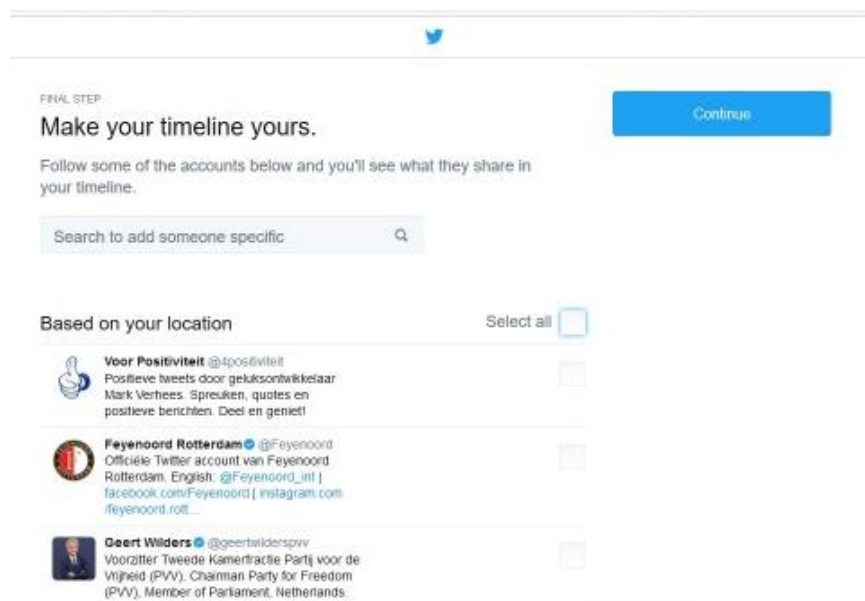 FINAL STEP
Make your timeline yours.
Continue
Follow some of the accounts below and you'll see what they share in
your timeline.
Search to add someone specific
Based on your location
Select all
Voor Positiviteit @4positiviteit
Positieve tweets door geluksontwikkelaar
Mark Verhees. Spreuken, quotes en
positieve berichten. Deel en geniet!
Feyenoord Rotterdam @Feyenoord
Officiële Twitter account van Feyenoord
Rotterdam. English: @Feyenoord_int |
facebook.com/Feyenoord | instagram.com
/feyenoord.rott...
Geert Wilders @geertwilderspvv
Voorzitter Tweede Kamerfractie Partij voor de
Vrijheid (PVV), Chairman Party for Freedom
(PVV), Member of Parliament, Netherlands.